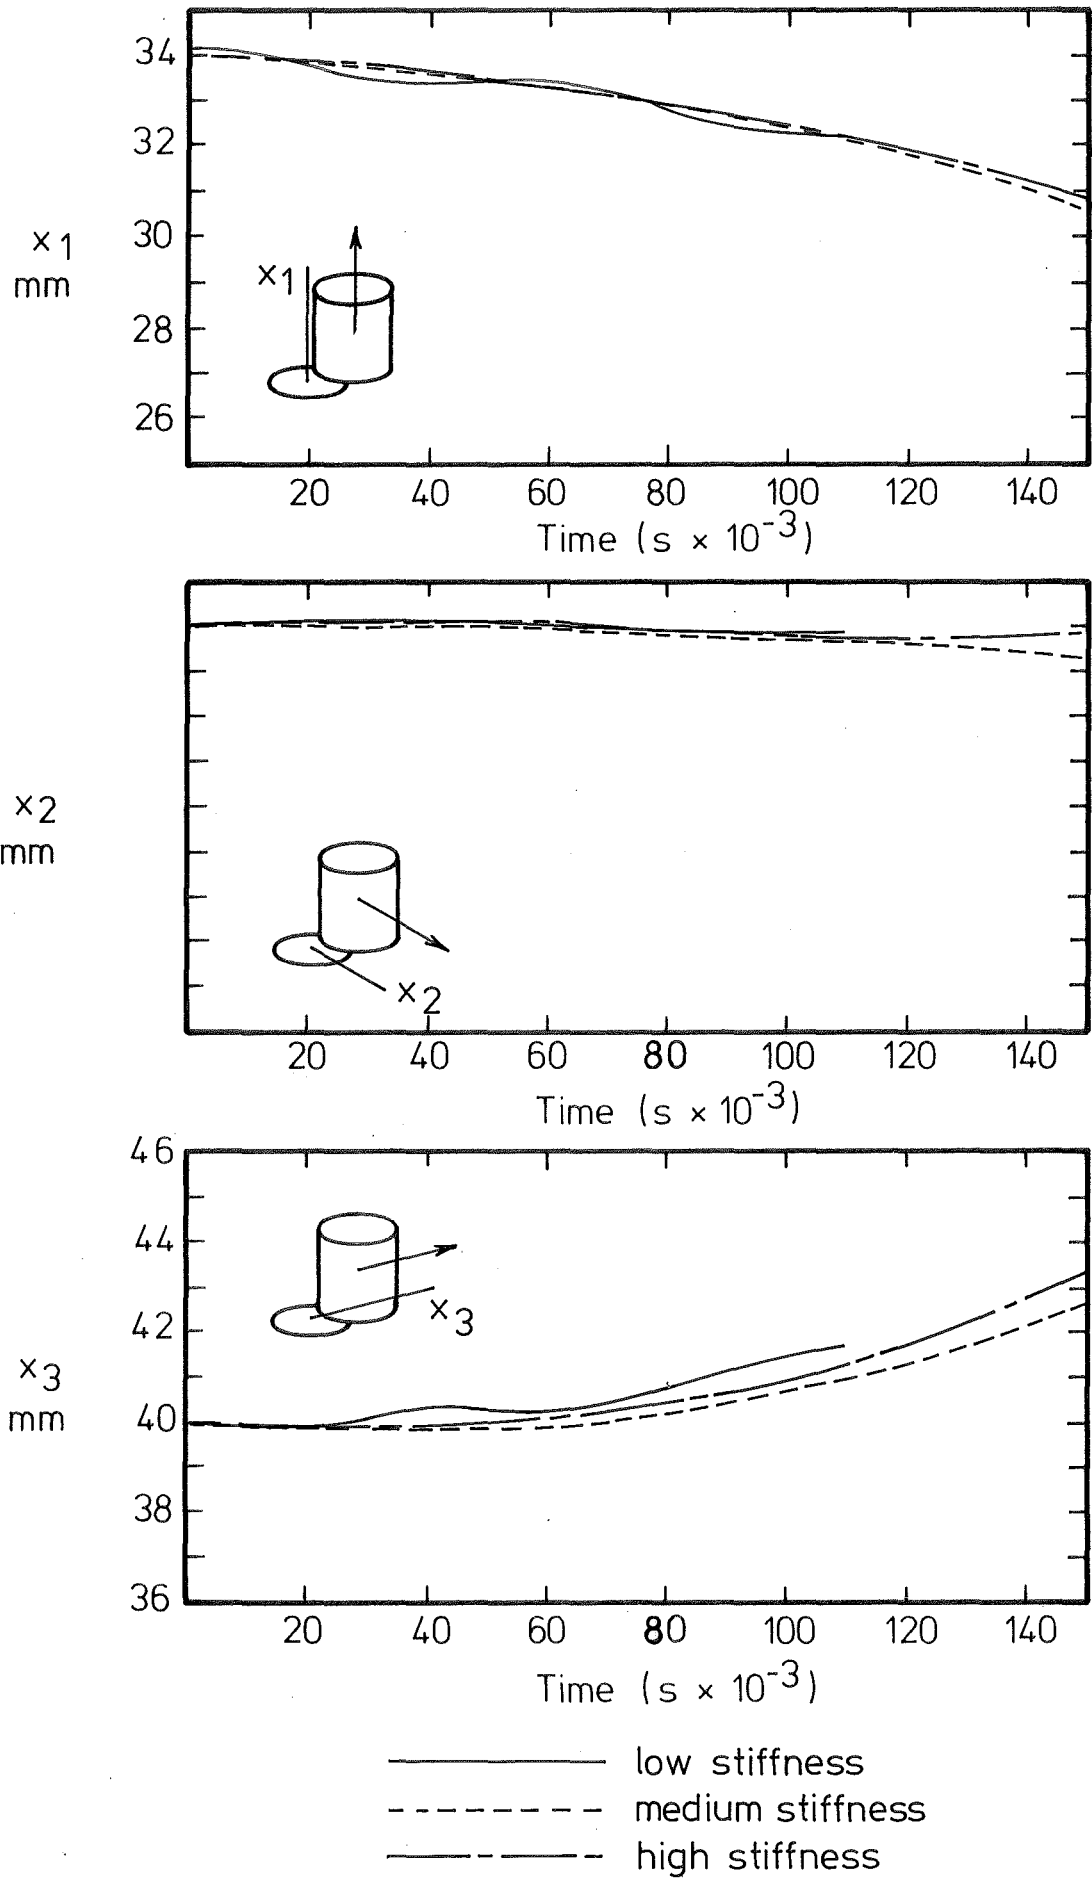 34
32
x1
mm
30
28
26
x1
20 40 60 80 100 120 140
Time (s × 10⁻³)
x2
mm
x2
20 40 60 80 100 120 140
Time (s × 10⁻³)
46
44
42
x3
mm
40
38
36
x3
20 40 60 80 100 120 140
Time (s × 10⁻³)
low stiffness
medium stiffness
high stiffness